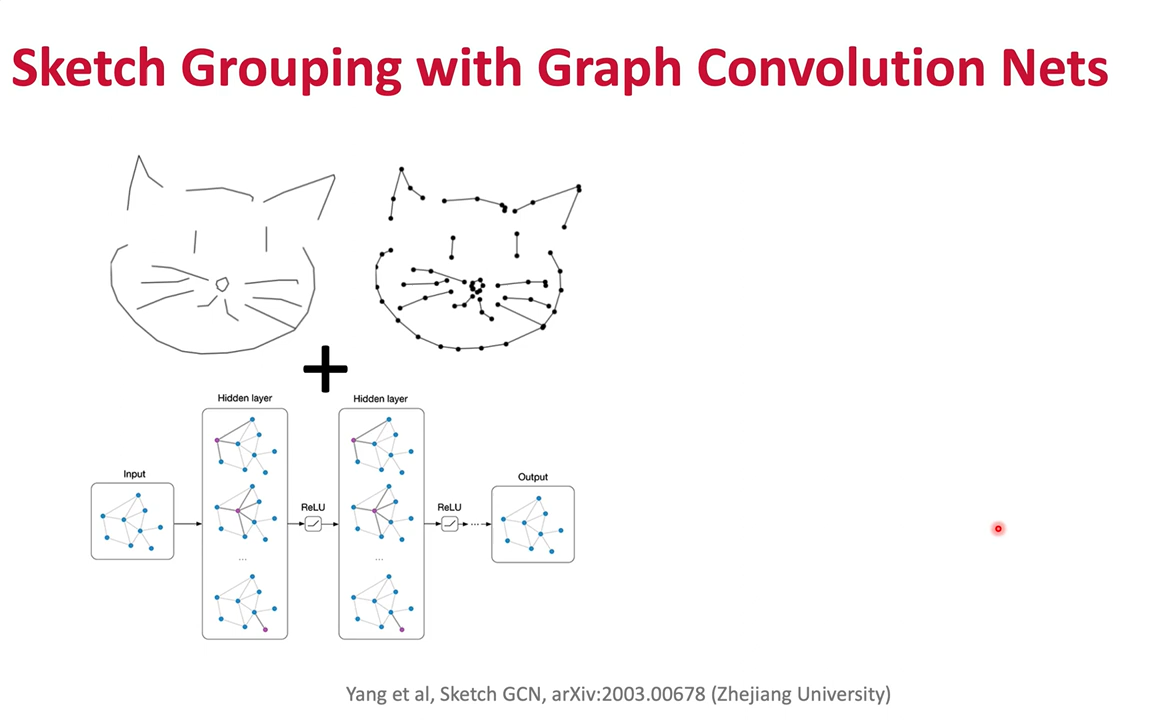 Sketch Grouping with Graph Convolution Nets
Hidden layer
Hidden layer
Input
ReLU
ReLU
Output
...
...
Yang et al, Sketch GCN, arXiv:2003.00678 (Zhejiang University)